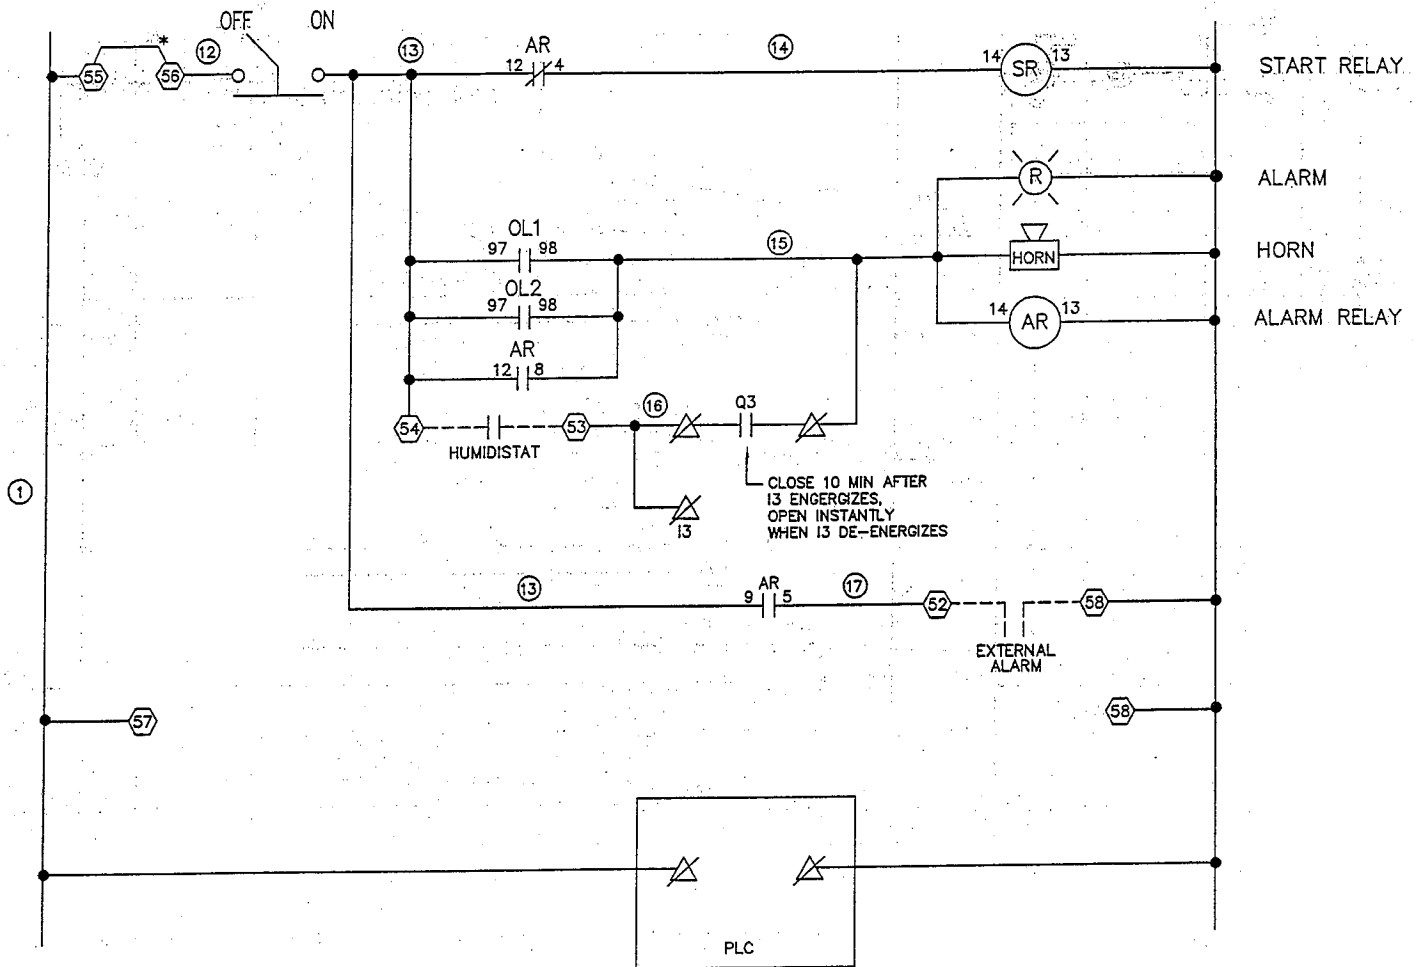 OFF ON
*
55 56 12 13 AR 14
12 4 14 SR 13 START RELAY
R ALARM
OL1 15
97 98 HORN HORN
OL2
97 98 14 AR 13 ALARM RELAY
AR
12 8
54 HUMIDISTAT 53 16 Q3
CLOSE 10 MIN AFTER
I3 ENGERGIZES,
OPEN INSTANTLY
WHEN I3 DE-ENERGIZES
1
I3
13 AR 17
9 5 52 58
EXTERNAL
ALARM
57 58
PLC